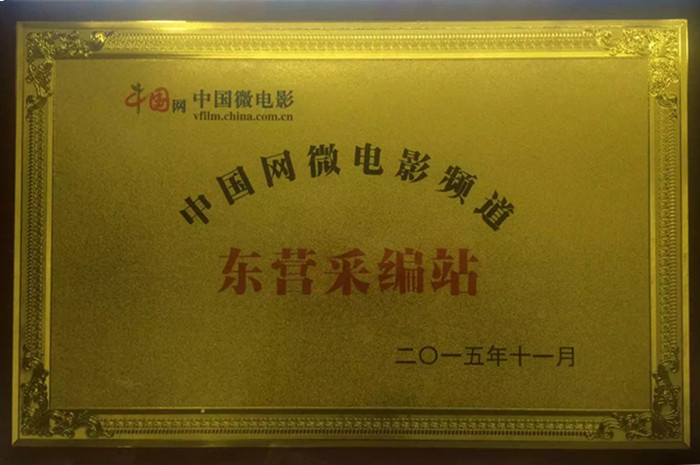 中国网 中国微电影
vfilm.china.com.cn
中国网微电影频道
东营采编站
二〇一五年十一月